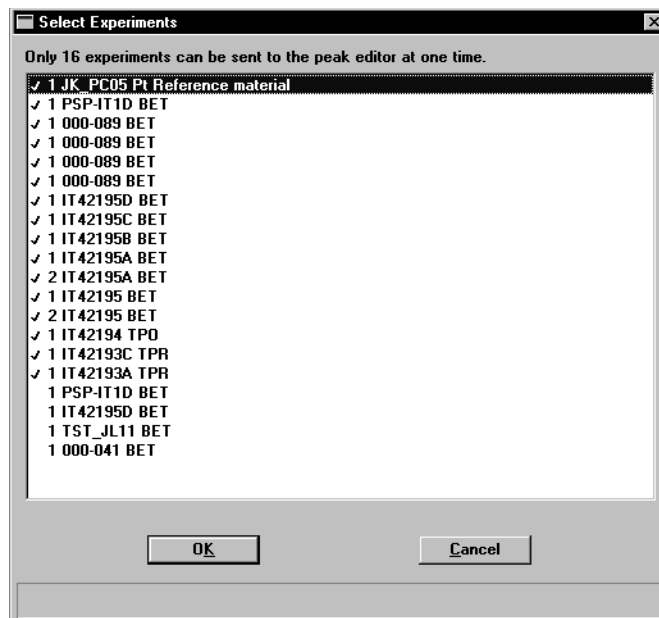 Select Experiments
Only 16 experiments can be sent to the peak editor at one time.
✓ 1 JK_PC05 Pt Reference material
✓ 1 PSP-IT1D BET
✓ 1 000-089 BET
✓ 1 000-089 BET
✓ 1 000-089 BET
✓ 1 000-089 BET
✓ 1 IT42195D BET
✓ 1 IT42195C BET
✓ 1 IT42195B BET
✓ 1 IT42195A BET
✓ 2 IT42195A BET
✓ 1 IT42195 BET
✓ 2 IT42195 BET
✓ 1 IT42194 TPO
✓ 1 IT42193C TPR
✓ 1 IT42193A TPR
1 PSP-IT1D BET
1 IT42195D BET
1 TST_JL11 BET
1 000-041 BET
OK Cancel